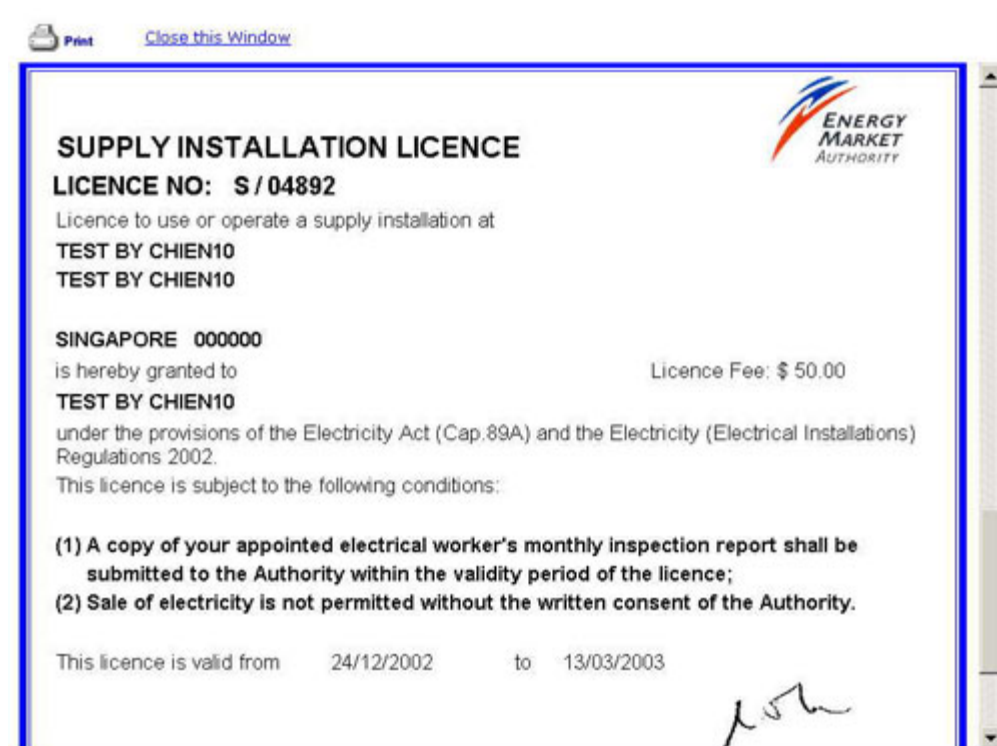 Print Close this Window
ENERGY
MARKET
AUTHORITY
SUPPLY INSTALLATION LICENCE
LICENCE NO: S / 04892
Licence to use or operate a supply installation at
TEST BY CHIEN10
TEST BY CHIEN10
SINGAPORE 000000
is hereby granted to Licence Fee: $ 50.00
TEST BY CHIEN10
under the provisions of the Electricity Act (Cap.89A) and the Electricity (Electrical Installations)
Regulations 2002.
This licence is subject to the following conditions:
(1) A copy of your appointed electrical worker's monthly inspection report shall be
submitted to the Authority within the validity period of the licence;
(2) Sale of electricity is not permitted without the written consent of the Authority.
This licence is valid from 24/12/2002 to 13/03/2003